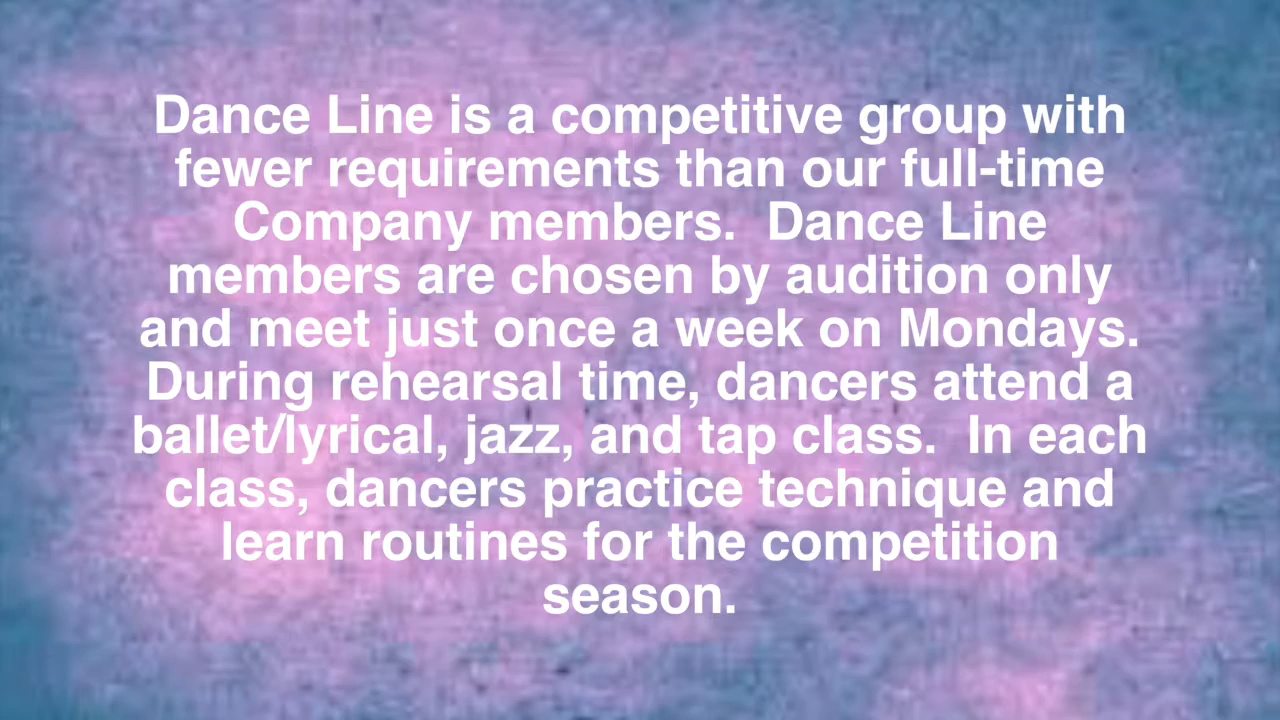 Dance Line is a competitive group with
fewer requirements than our full-time
Company members.  Dance Line
members are chosen by audition only
and meet just once a week on Mondays.
During rehearsal time, dancers attend a
ballet/lyrical, jazz, and tap class.  In each
class, dancers practice technique and
learn routines for the competition
season.